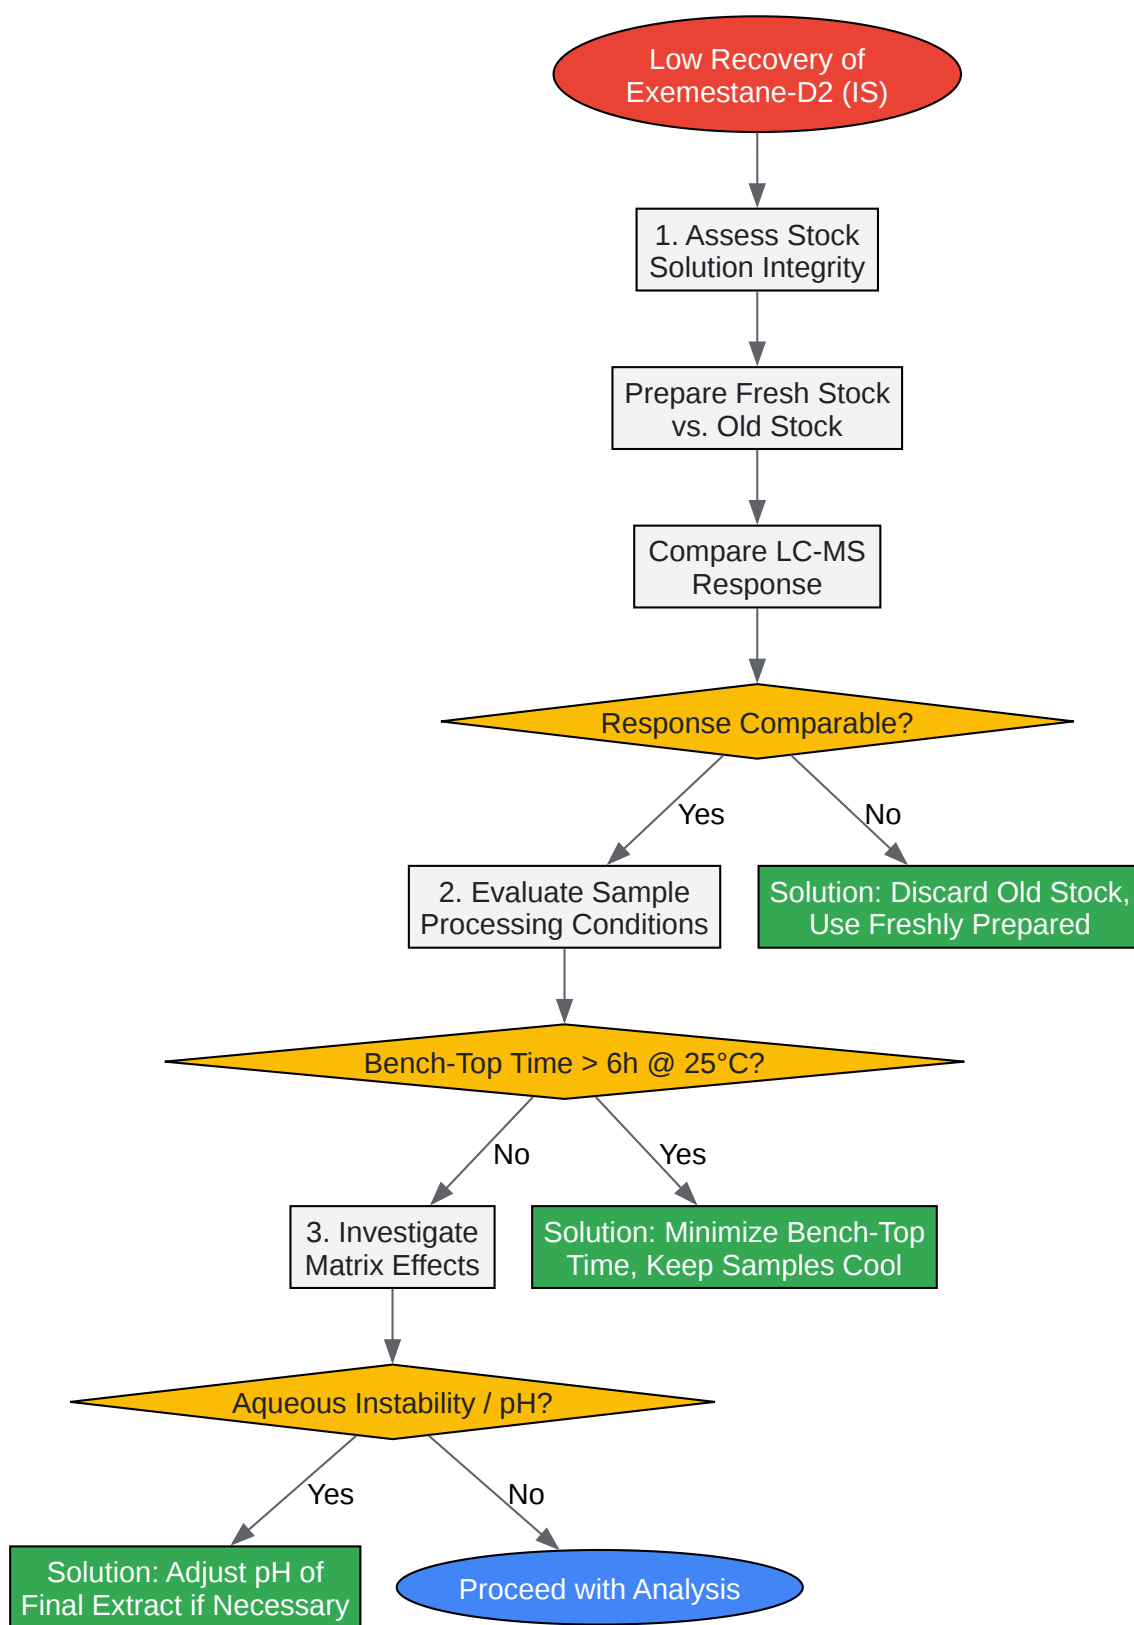 Low Recovery of
Exemestane-D2 (IS)
1. Assess Stock
Solution Integrity
Prepare Fresh Stock
vs. Old Stock
Compare LC-MS
Response
Response Comparable?
Yes
No
2. Evaluate Sample
Processing Conditions
Solution: Discard Old Stock,
Use Freshly Prepared
Bench-Top Time > 6h @ 25°C?
No
Yes
3. Investigate
Matrix Effects
Solution: Minimize Bench-Top
Time, Keep Samples Cool
Aqueous Instability / pH?
Yes
No
Solution: Adjust pH of
Final Extract if Necessary
Proceed with Analysis